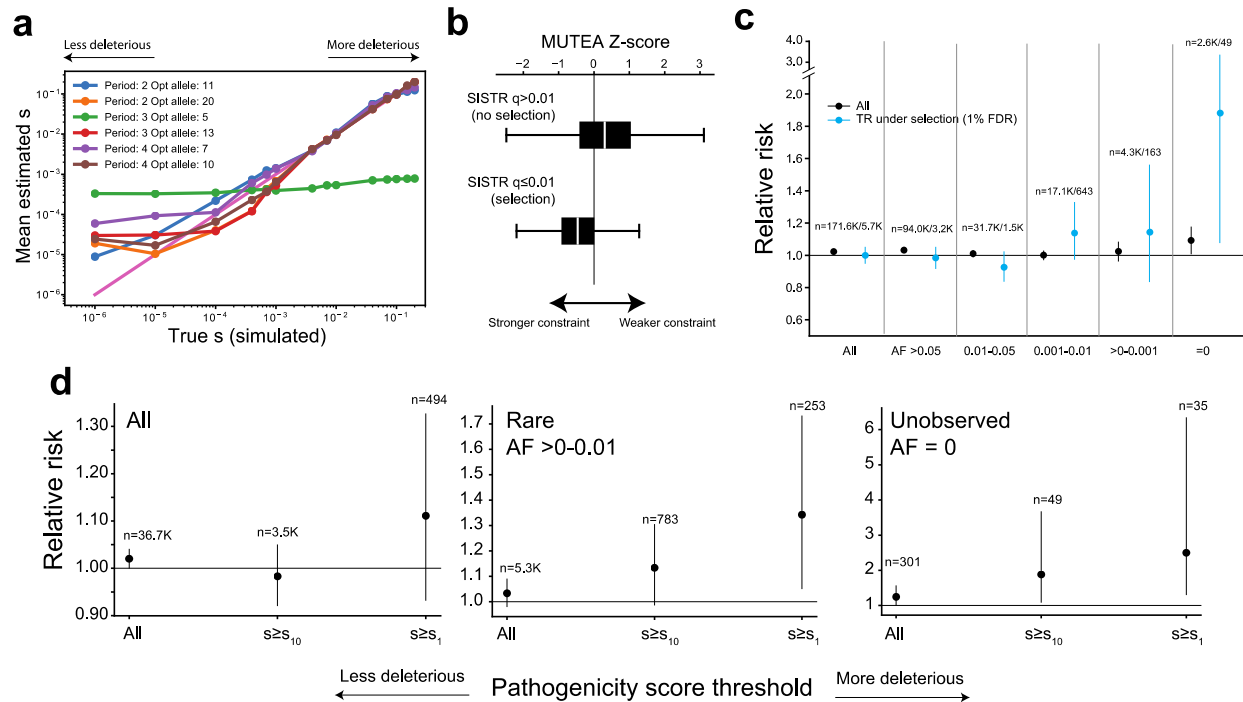 a
Less deleterious
More deleterious
Period: 2 Opt allele: 11
Period: 2 Opt allele: 20
Period: 3 Opt allele: 5
Period: 3 Opt allele: 13
Period: 4 Opt allele: 7
Period: 4 Opt allele: 10
Mean estimated s
10⁻¹
10⁻²
10⁻³
10⁻⁴
10⁻⁵
10⁻⁶
10⁻⁶ 10⁻⁵ 10⁻⁴ 10⁻³ 10⁻² 10⁻¹
True s (simulated)
b
MUTEA Z-score
-1 0 1 3
SISTR q>0.01
(no selection)
SISTR q≤0.01
(selection)
Stronger constraint
Weaker constraint
c
Relative risk
4.0
3.0
2.0
1.8
1.6
1.4
1.2
1.0
0.8
0.6
All
TR under selection (1% FDR)
n=171.6K/5.7K
n=94,0K/3,2K
n=31.7K/1.5K
n=17.1K/643
n=4.3K/163
n=2.6K/49
All
AF >0.05
0.01-0.05
0.001-0.01
>0-0.001
=0
d
Relative risk
All
1.30
1.20
1.10
1.00
0.90
n=36.7K
n=3.5K
n=494
All
s≥s₁₀
s≥s₁
Rare
AF >0-0.01
1.7
1.6
1.5
1.4
1.3
1.2
1.1
1.0
n=5.3K
n=783
n=253
All
s≥s₁₀
s≥s₁
Unobserved
AF = 0
6
5
4
3
2
1
n=301
n=49
n=35
All
s≥s₁₀
s≥s₁
Less deleterious
Pathogenicity score threshold
More deleterious